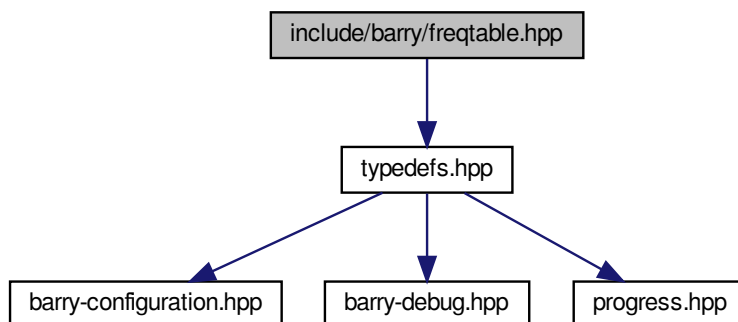 include/barry/freqtable.hpp
typedefs.hpp
barry-configuration.hpp
barry-debug.hpp
progress.hpp